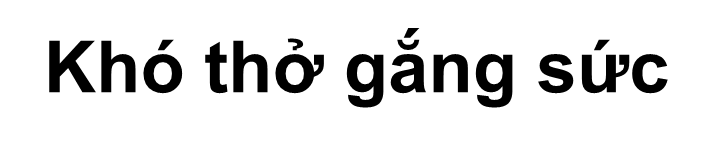 Khó thở gắng sức